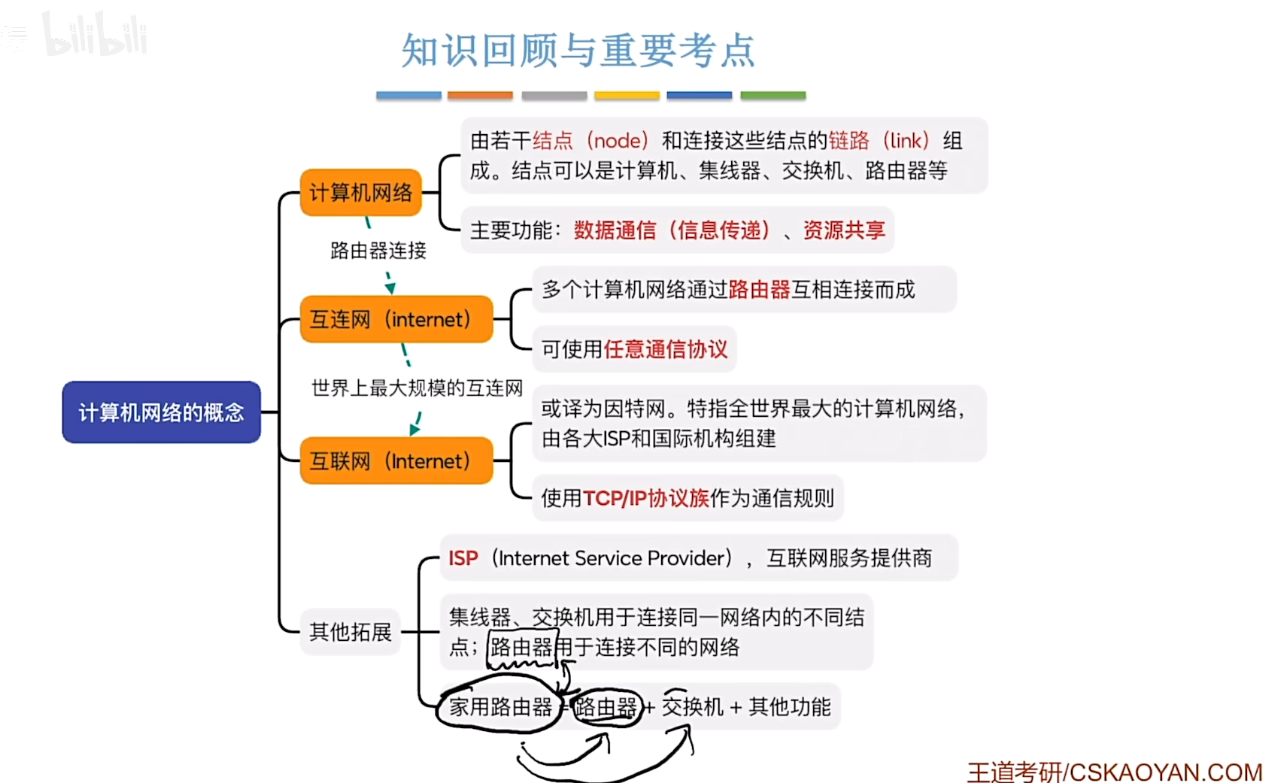 bilibili
知识回顾与重要考点
由若干结点（node）和连接这些结点的链路（link）组
成。结点可以是计算机、集线器、交换机、路由器等
计算机网络
主要功能：数据通信（信息传递）、资源共享
路由器连接
多个计算机网络通过路由器互相连接而成
互连网（internet）
可使用任意通信协议
世界上最大规模的互连网
计算机网络的概念
或译为因特网。特指全世界最大的计算机网络，
由各大ISP和国际机构组建
互联网（Internet）
使用TCP/IP协议族作为通信规则
ISP（Internet Service Provider），互联网服务提供商
集线器、交换机用于连接同一网络内的不同结
点；路由器用于连接不同的网络
其他拓展
家用路由器=路由器 + 交换机 + 其他功能
王道考研/CSKAOYAN.COM